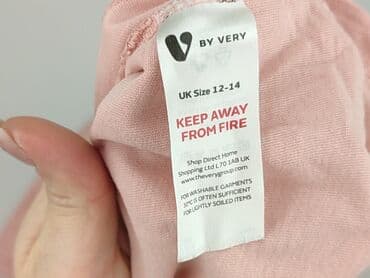 V BY VERY
UK Size 12-14
KEEP AWAY
FROM FIRE
Shop Direct Home
Shopping Ltd L70 1AB UK
www.theverygroup.com
FOR WASHABLE GARMENTS
30°C IS OFTEN SUFFICIENT
FOR LIGHTLY SOILED ITEMS